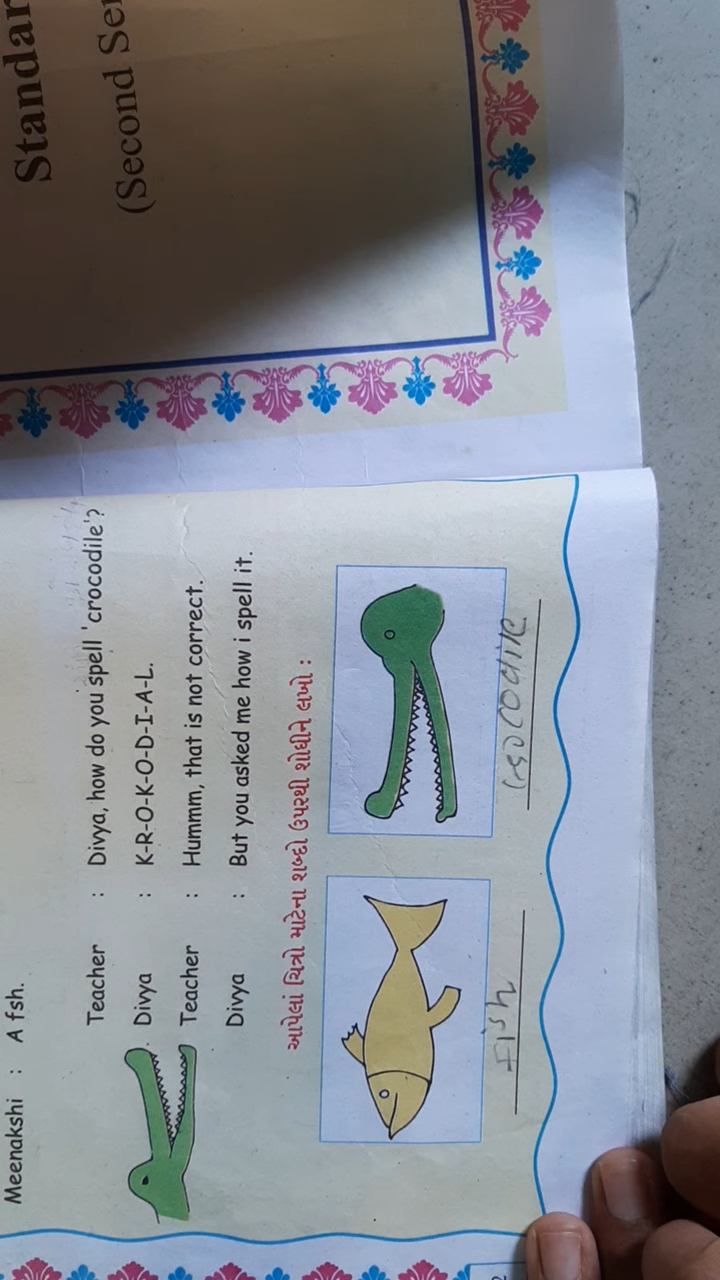 Standar
(Second Se
Meenakshi : A fsh.
Teacher : Divya, how do you spell 'crocodile'?
Divya : K-R-O-K-O-D-I-A-L.
Teacher : Hummm, that is not correct.
Divya : But you asked me how i spell it.
આપેલાં ચિત્રો માટેના શબ્દો ઉપરથી શોધીને લખો :
Fish